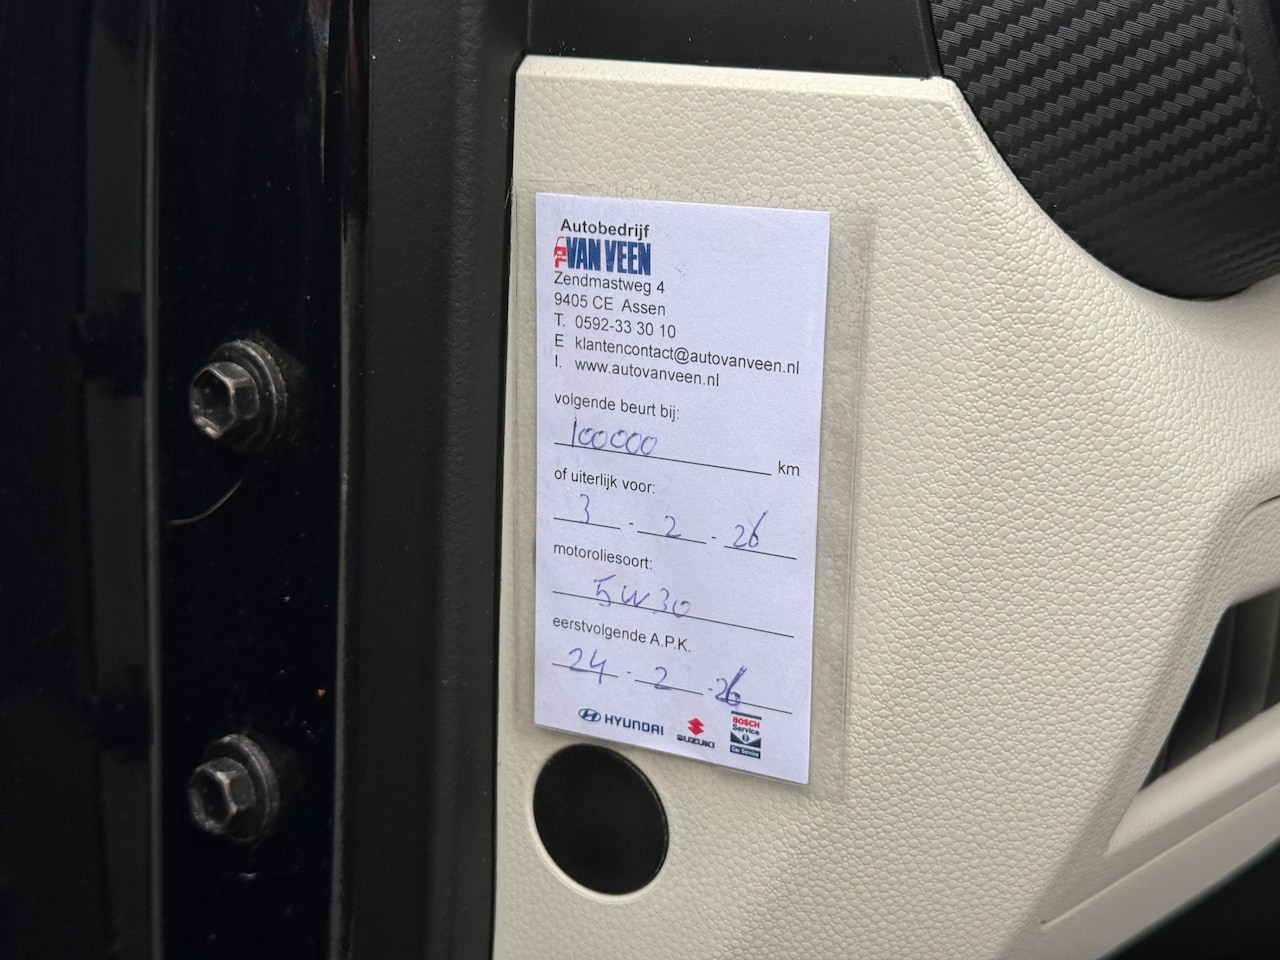 Autobedrijf
VAN VEEN
Zendmastweg 4
9405 CE Assen
T. 0592-33 30 10
E klantencontact@autovanveen.nl
I. www.autovanveen.nl
volgende beurt bij:
100000 km
of uiterlijk voor:
3 - 2 - 26
motoroliesoort:
5W30
eerstvolgende A.P.K.
24 - 2 - 26
HYUNDAI
SUZUKI
BOSCH
Service
Car Service